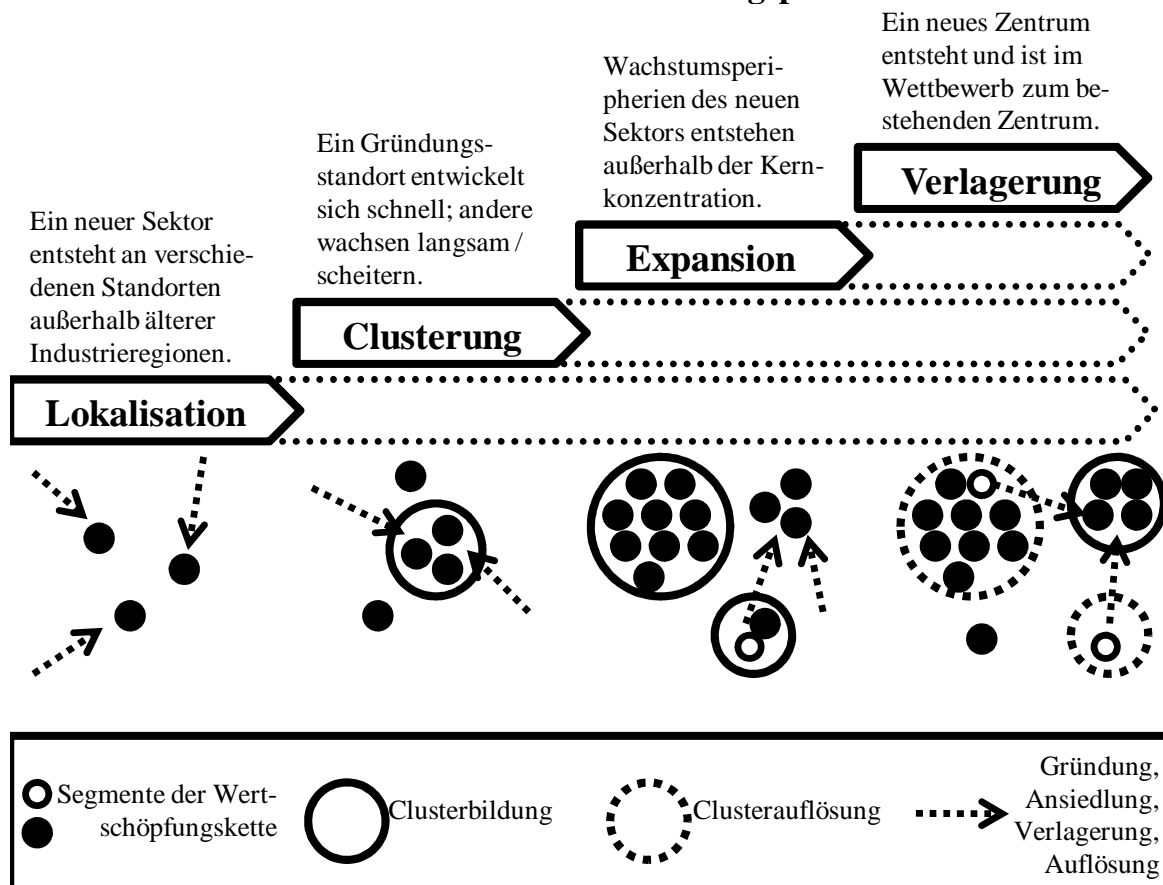 Ein neuer Sektor
entsteht an verschie-
denen Standorten
außerhalb älterer
Industrieregionen.
Lokalisation
Ein Gründungs-
standort entwickelt
sich schnell; andere
wachsen langsam /
scheitern.
Clusterung
Wachstumsperi-
pherien des neuen
Sektors entstehen
außerhalb der Kern-
konzentration.
Expansion
Ein neues Zentrum
entsteht und ist im
Wettbewerb zum be-
stehenden Zentrum.
Verlagerung
Segmente der Wert-
schöpfungskette
Clusterbildung
Clusterauflösung
Gründung,
Ansiedlung,
Verlagerung,
Auflösung